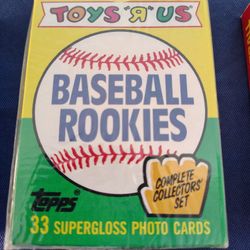 TOYS "R" US
BASEBALL
ROOKIES
COMPLETE
COLLECTORS'
SET
Topps
33 SUPERGLOSS PHOTO CARDS